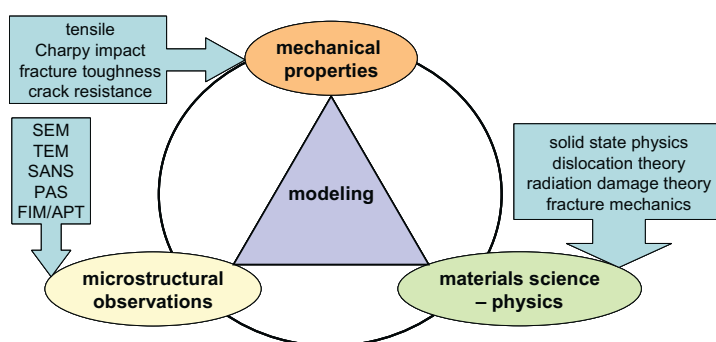 tensile
Charpy impact
fracture toughness
crack resistance
mechanical
properties
SEM
TEM
SANS
PAS
FIM/APT
solid state physics
dislocation theory
radiation damage theory
fracture mechanics
modeling
microstructural
observations
materials science
– physics